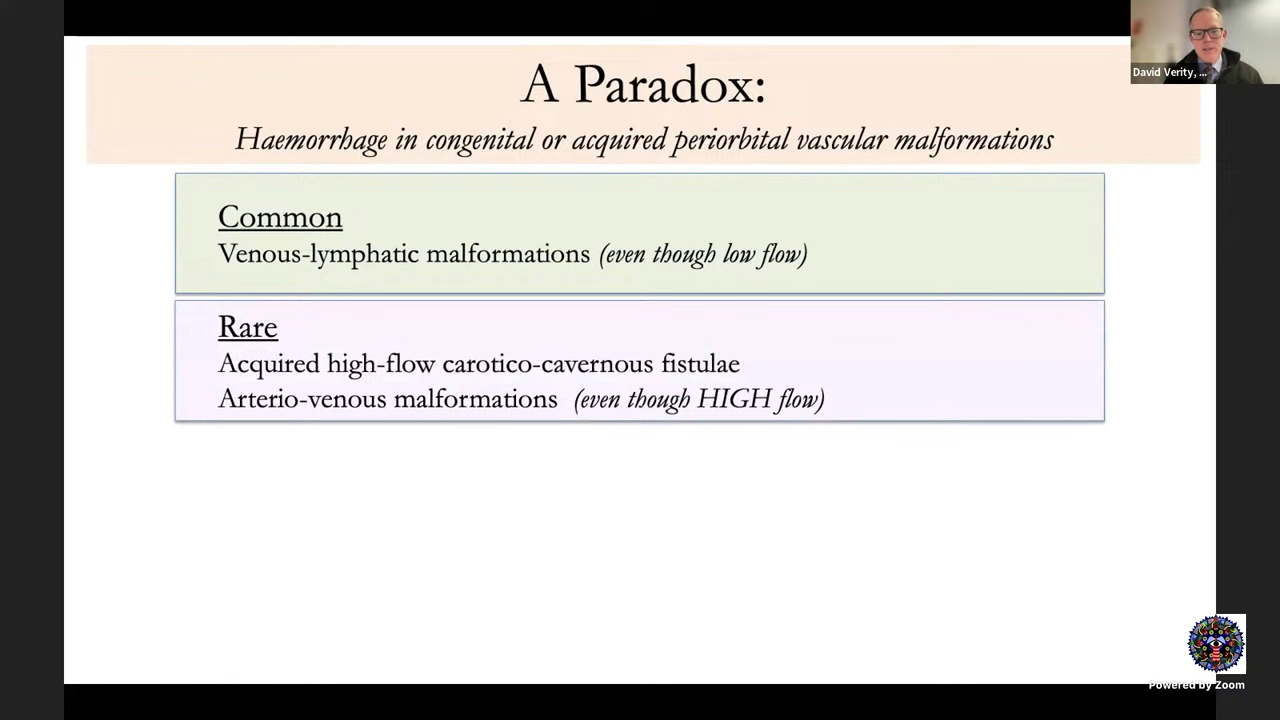 David Verity, ...
A Paradox:
Haemorrhage in congenital or acquired periorbital vascular malformations
Common
Venous-lymphatic malformations (even though low flow)
Rare
Acquired high-flow carotico-cavernous fistulae
Arterio-venous malformations (even though HIGH flow)
Powered by Zoom